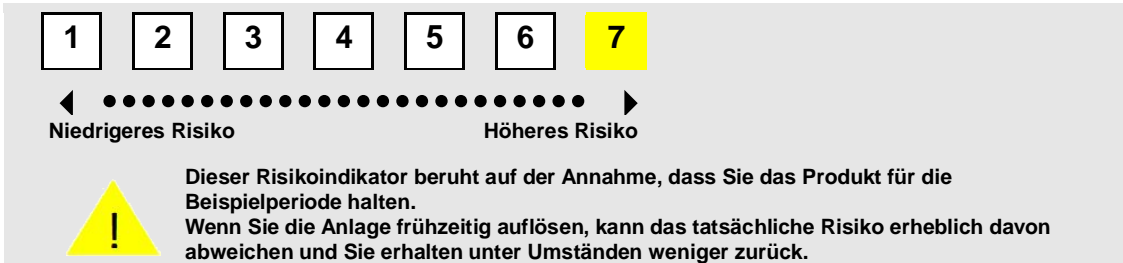 1 2 3 4 5 6 7
Niedrigeres Risiko Höheres Risiko
Dieser Risikoindikator beruht auf der Annahme, dass Sie das Produkt für die
Beispielperiode halten.
Wenn Sie die Anlage frühzeitig auflösen, kann das tatsächliche Risiko erheblich davon
abweichen und Sie erhalten unter Umständen weniger zurück.
!